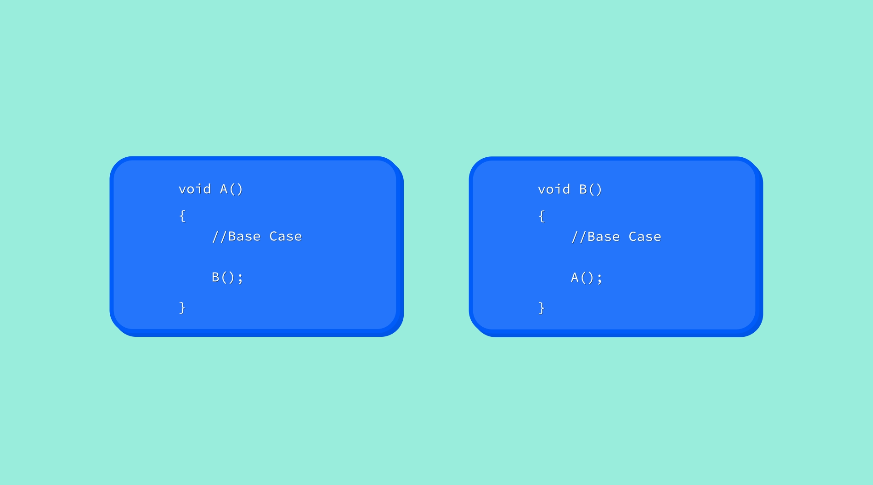 void A()
{
//Base Case
B();
}
void B()
{
//Base Case
A();
}